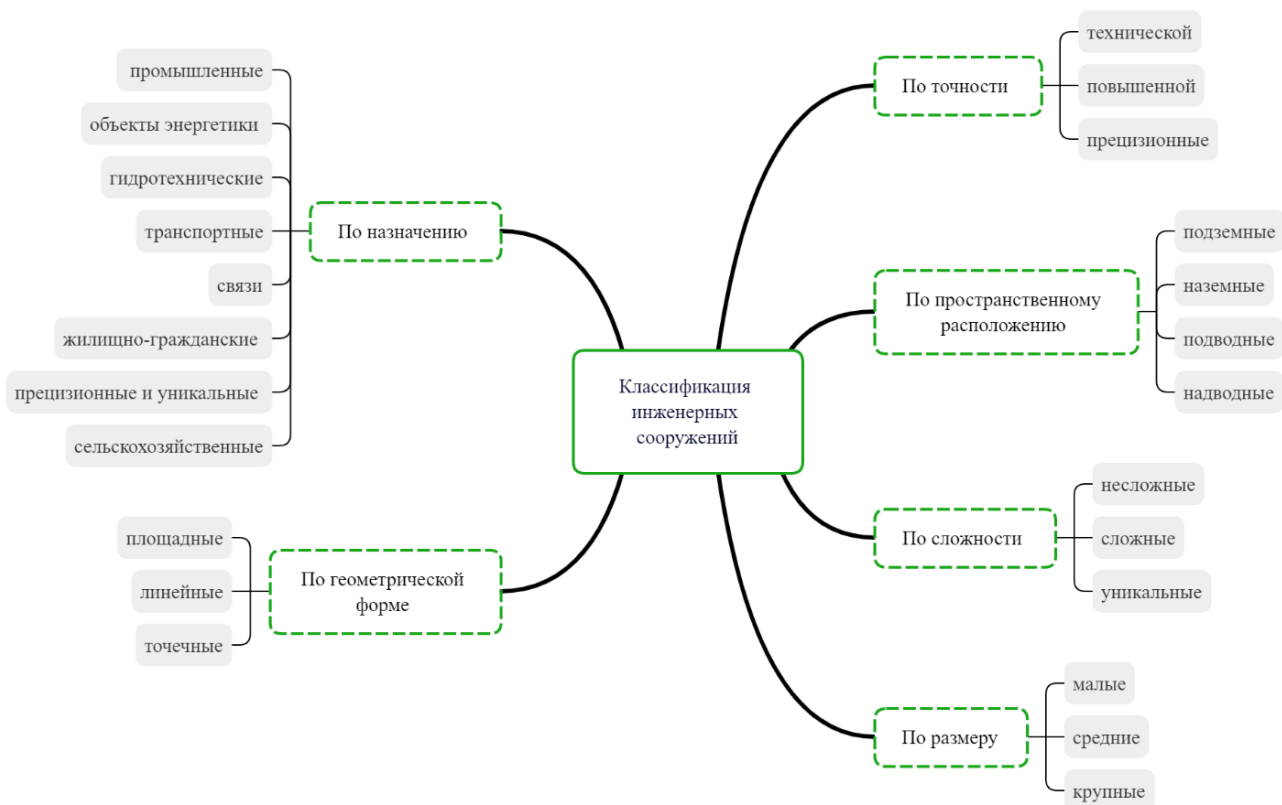 Классификация
инженерных
сооружений
По назначению
промышленные
объекты энергетики
гидротехнические
транспортные
связи
жилищно-гражданские
прецизионные и уникальные
сельскохозяйственные
По геометрической
форме
площадные
линейные
точечные
По точности
технической
повышенной
прецизионные
По пространственному
расположению
подземные
наземные
подводные
надводные
По сложности
несложные
сложные
уникальные
По размеру
малые
средние
крупные